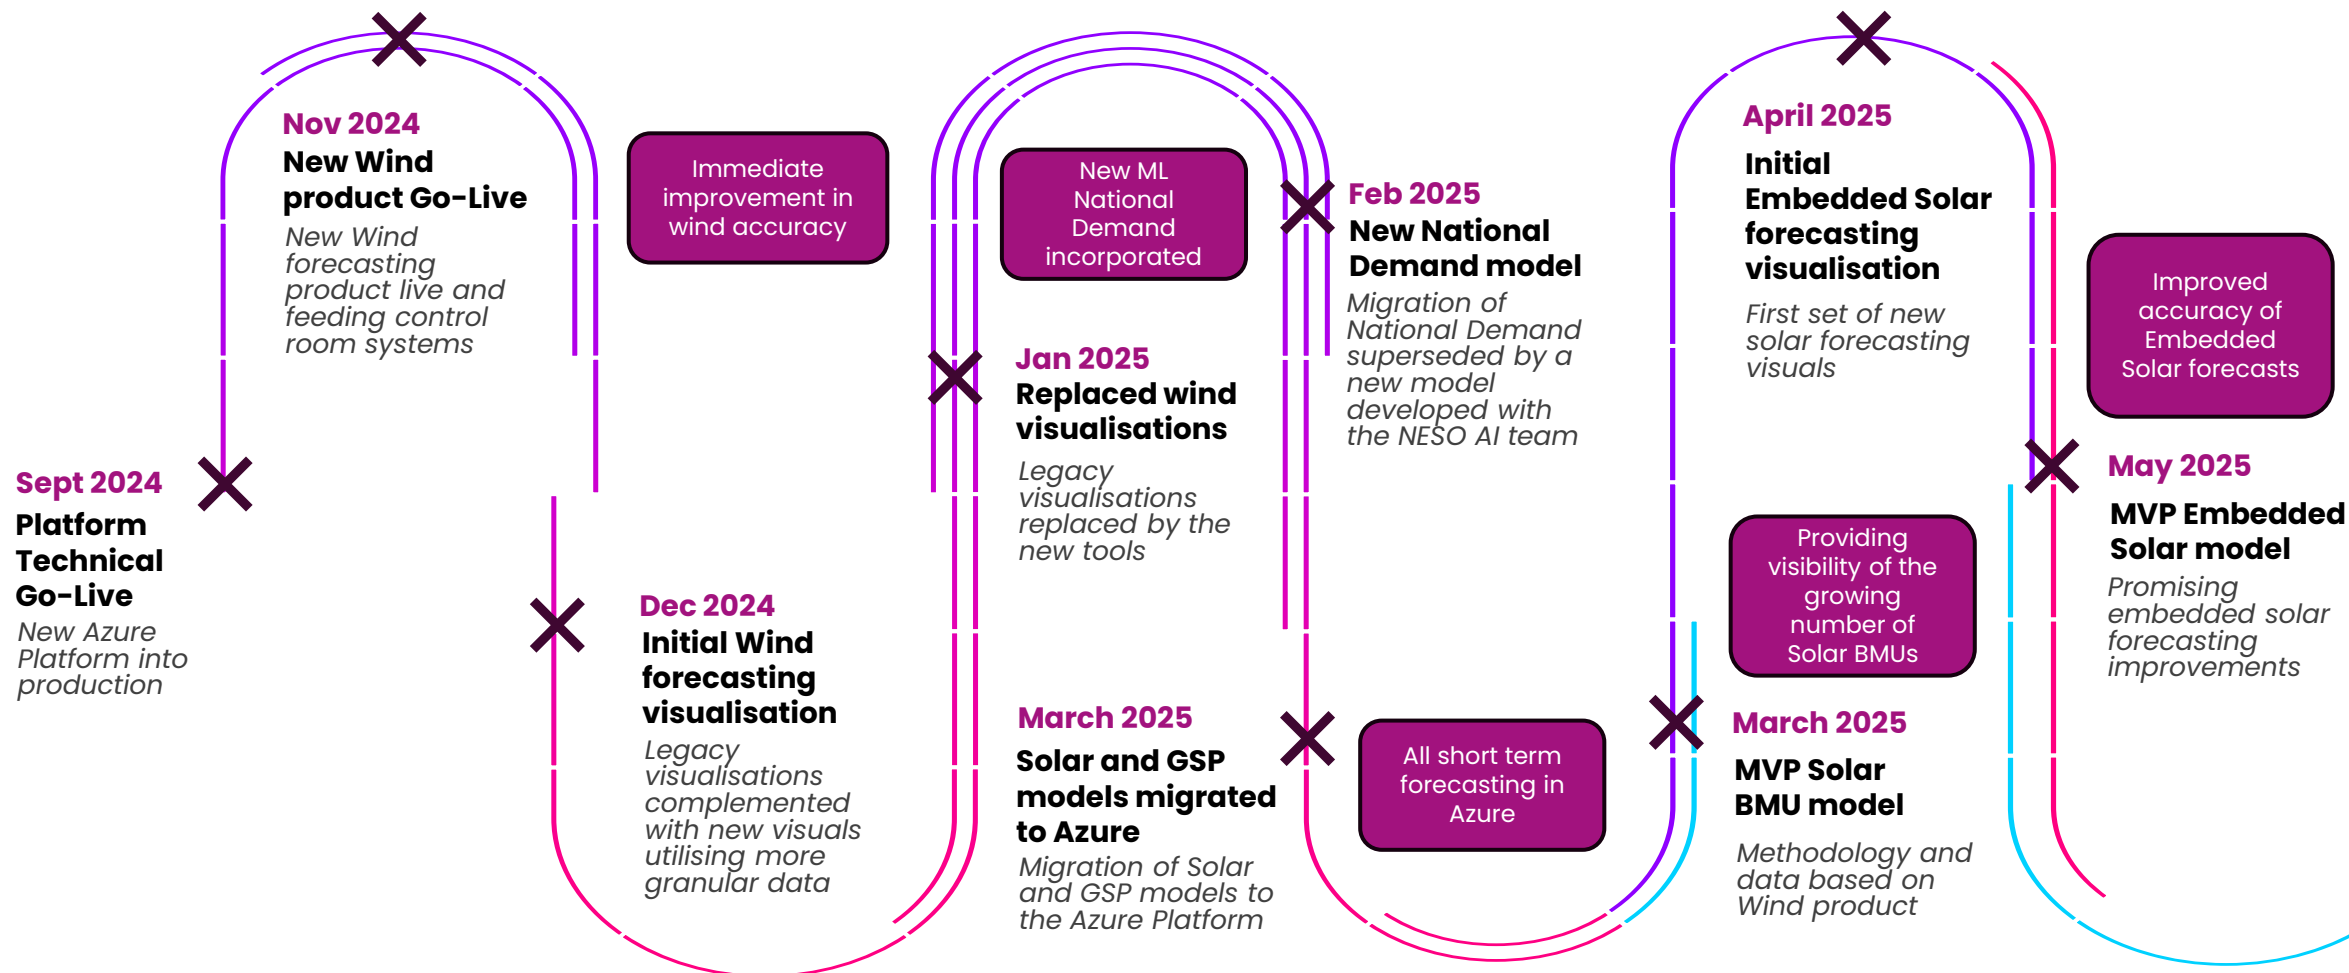 Sept 2024
Platform
Technical
Go-Live
New Azure
Platform into
production
Nov 2024
New Wind
product Go-Live
New Wind
forecasting
product live and
feeding control
room systems
Immediate
improvement in
wind accuracy
Dec 2024
Initial Wind
forecasting
visualisation
Legacy
visualisations
complemented
with new visuals
utilising more
granular data
New ML
National
Demand
incorporated
Jan 2025
Replaced wind
visualisations
Legacy
visualisations
replaced by the
new tools
Feb 2025
New National
Demand model
Migration of
National Demand
superseded by a
new model
developed with
the NESO AI team
March 2025
Solar and GSP
models migrated
to Azure
Migration of Solar
and GSP models to
the Azure Platform
All short term
forecasting in
Azure
March 2025
MVP Solar
BMU model
Methodology and
data based on
Wind product
Providing
visibility of the
growing
number of
Solar BMUs
April 2025
Initial
Embedded Solar
forecasting
visualisation
First set of new
solar forecasting
visuals
Improved
accuracy of
Embedded
Solar forecasts
May 2025
MVP Embedded
Solar model
Promising
embedded solar
forecasting
improvements